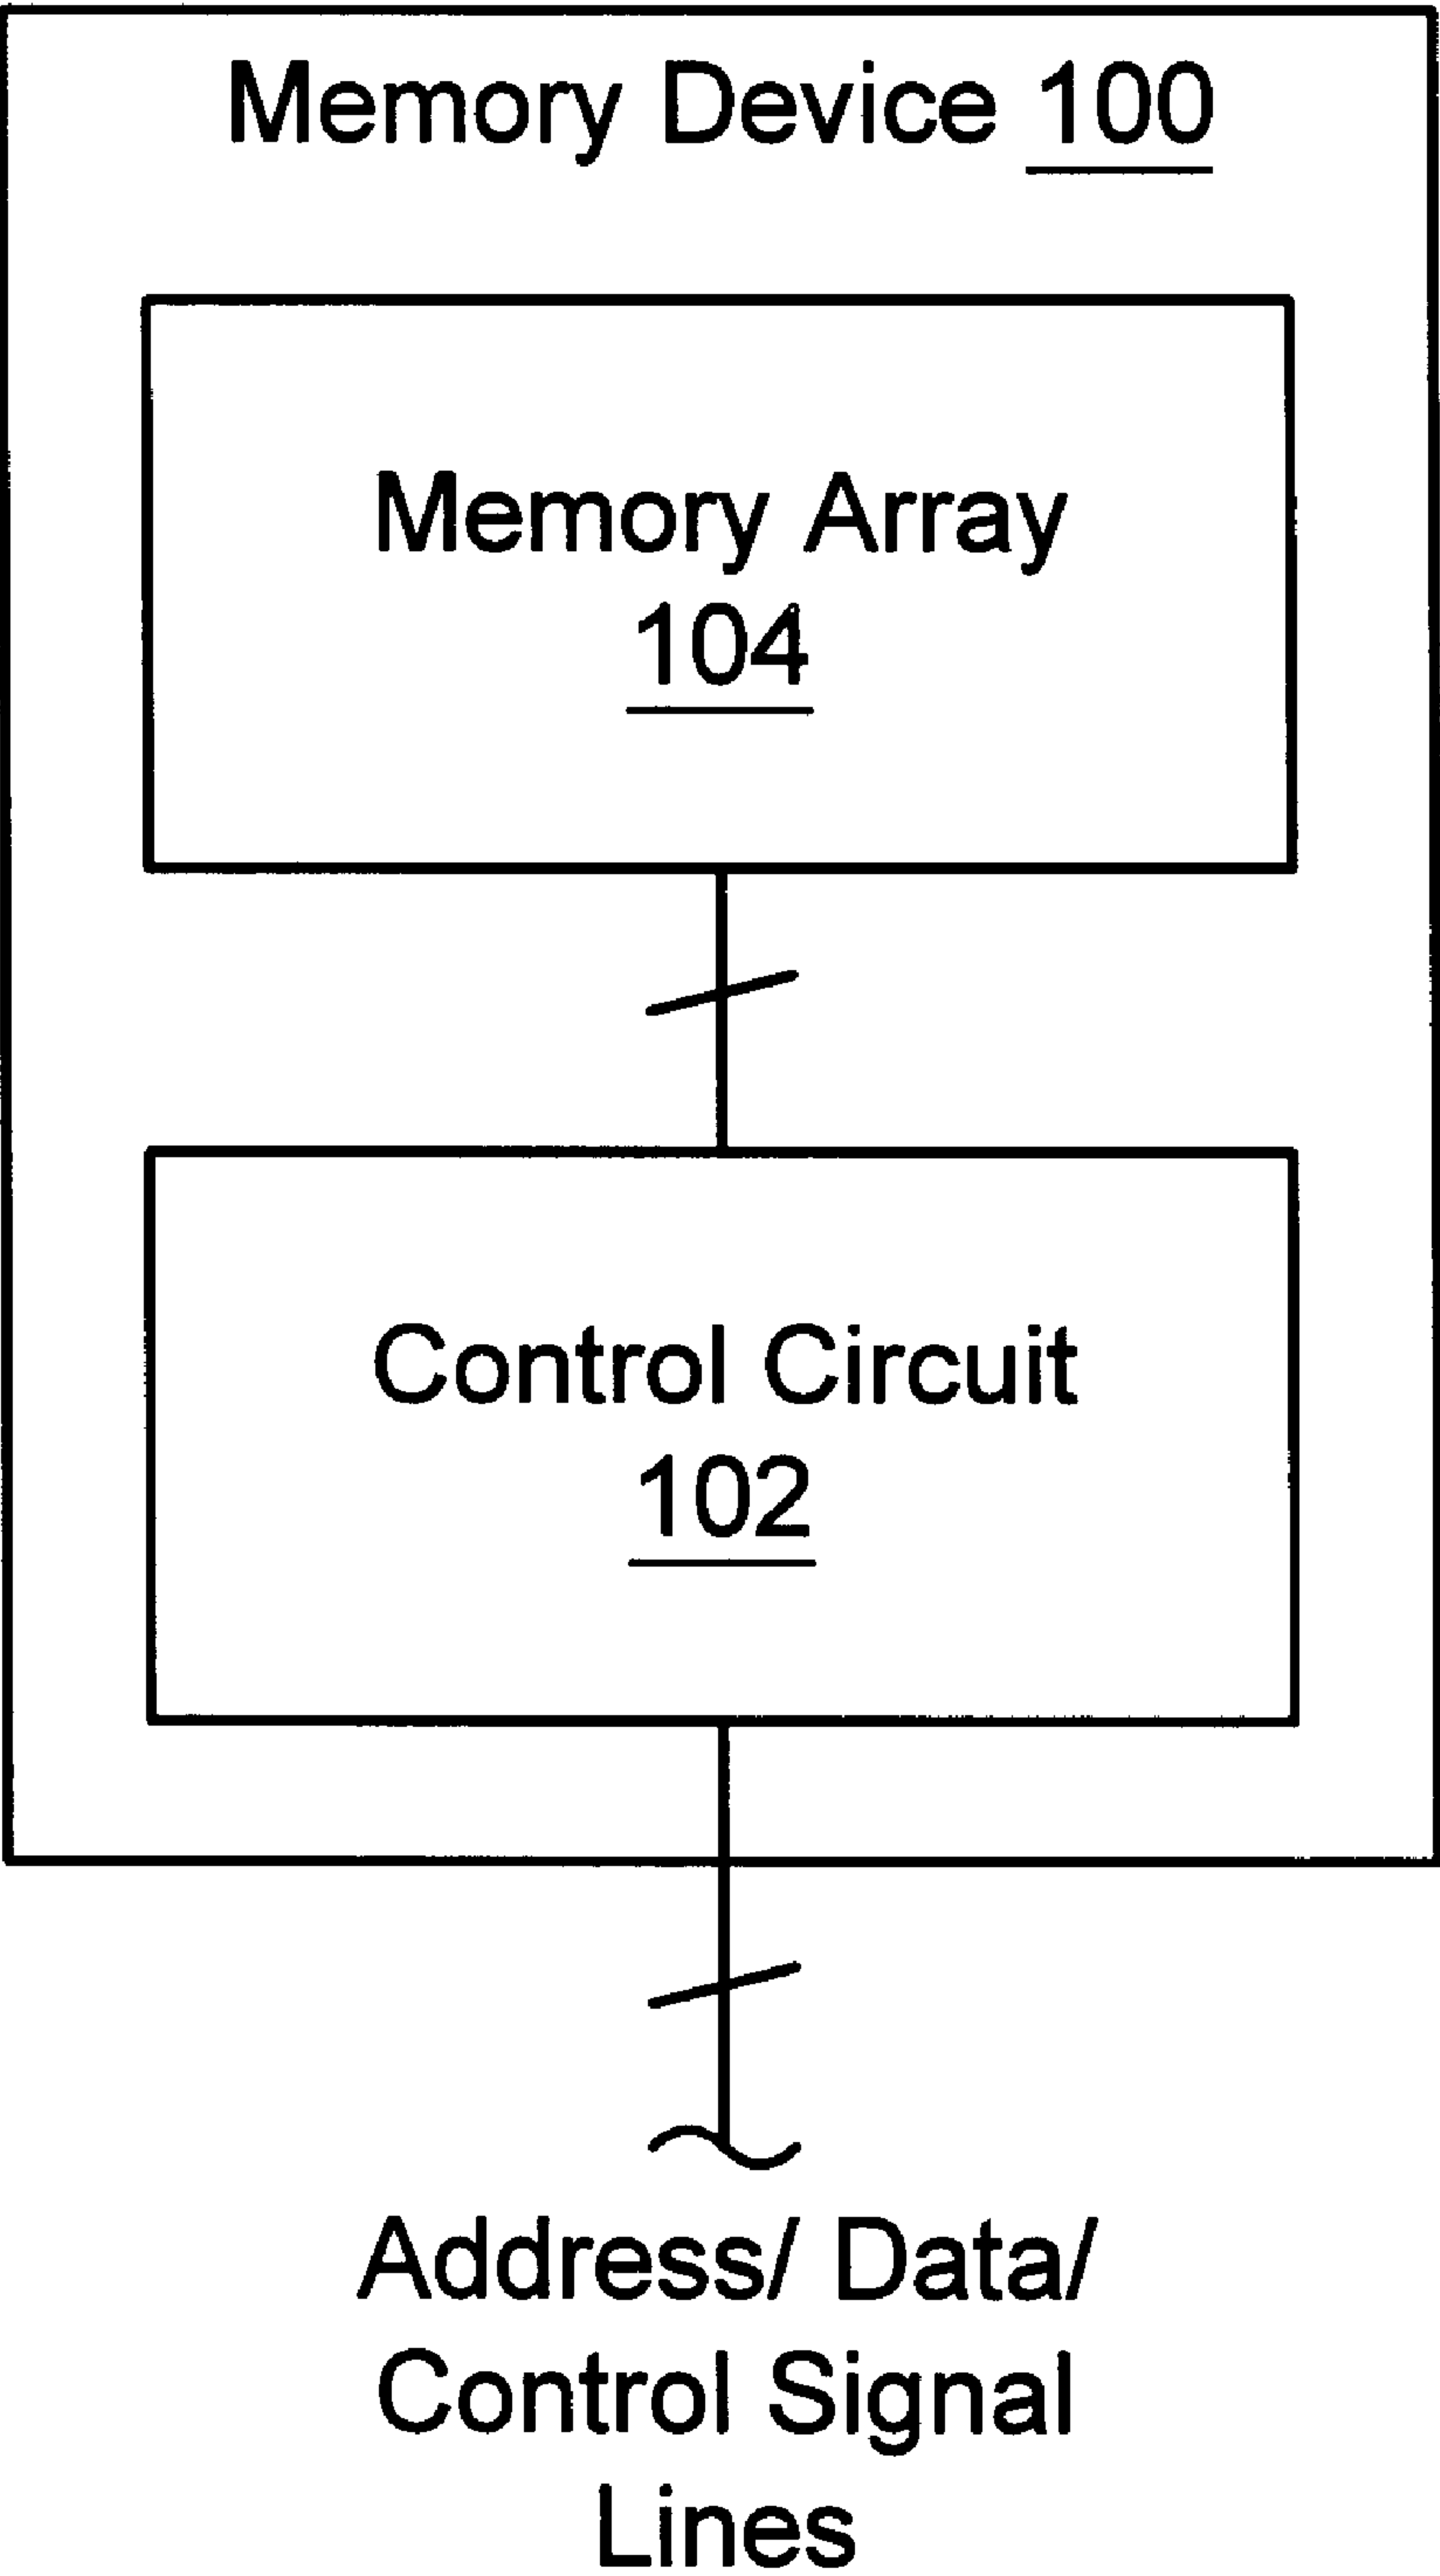 Memory Device 100
Memory Array
104
Control Circuit
102
Address/ Data/
Control Signal
Lines